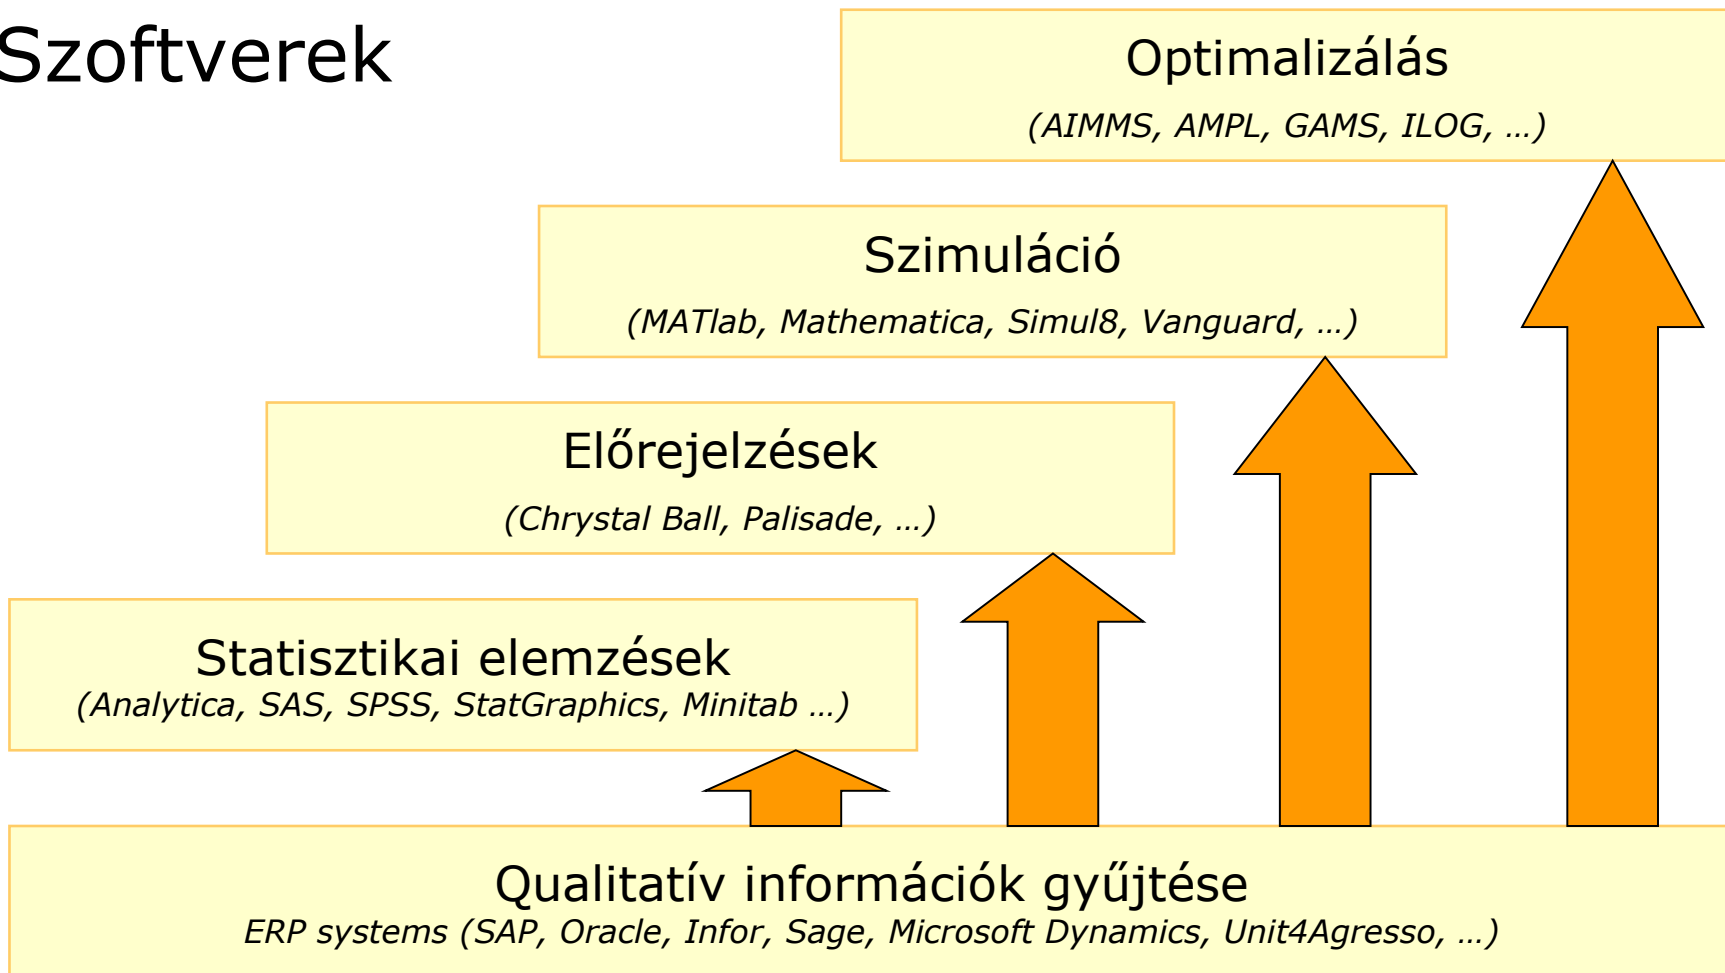 Szoftverek
Optimalizálás
(AIMMS, AMPL, GAMS, ILOG, …)
Szimuláció
(MATlab, Mathematica, Simul8, Vanguard, …)
Előrejelzések
(Chrystal Ball, Palisade, …)
Statisztikai elemzések
(Analytica, SAS, SPSS, StatGraphics, Minitab …)
Qualitatív információk gyűjtése
ERP systems (SAP, Oracle, Infor, Sage, Microsoft Dynamics, Unit4Agresso, …)